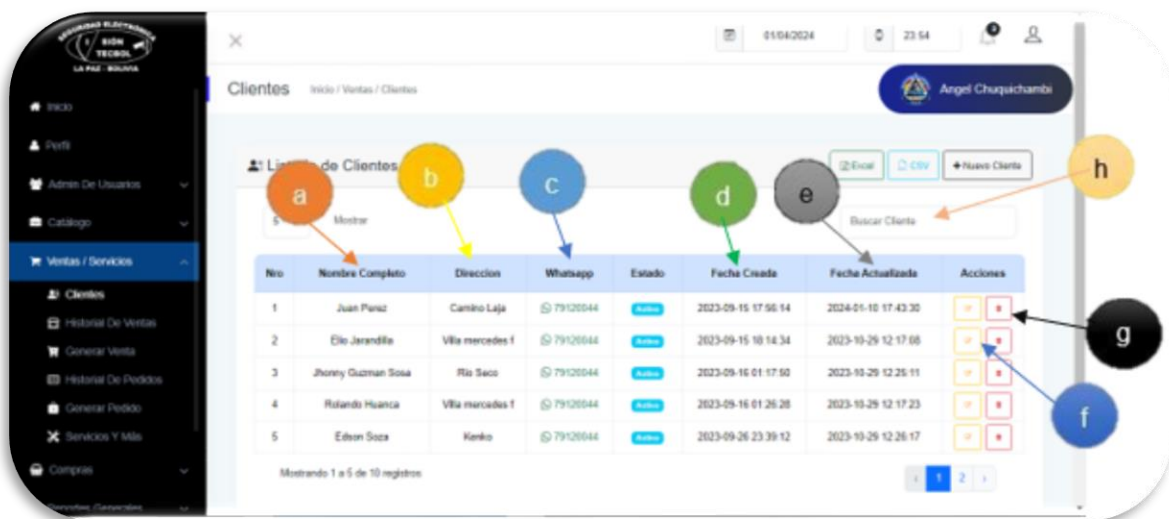 SEGURIDAD ELECTRÓNICA
SIÓN
TECBOL
LA PAZ - BOLIVIA
01/04/2024
23:54
Clientes
Inicio / Ventas / Clientes
Angel Chuquichambi
Inicio
Perfil
Admin De Usuarios
Catálogo
Ventas / Servicios
Clientes
Historial De Ventas
Generar Venta
Historial De Pedidos
Generar Pedido
Servicios Y Más
Compras
Reportes Generales
de Clientes
Excel
CSV
Nuevo Cliente
a
b
c
d
e
h
5
Mostrar
Buscar Cliente
Nro Nombre Completo Direccion Whatsapp Estado Fecha Creada Fecha Actualizada Acciones
1 Juan Perez Camino Laja 79120044 Activo 2023-09-15 17:56:14 2024-01-10 17:43:30
2 Elio Jarandilla Villa mercedes f 79120044 Activo 2023-09-15 18:14:34 2023-10-29 12:17:08
3 Jhonny Guzman Sosa Rio Seco 79120044 Activo 2023-09-16 01:17:50 2023-10-29 12:25:11
4 Rolando Huanca Villa mercedes f 79120044 Activo 2023-09-16 01:26:28 2023-10-29 12:17:23
5 Edson Soza Kenko 79120044 Activo 2023-09-26 23:39:12 2023-10-29 12:26:17
g
f
Mostrando 1 a 5 de 10 registros
‹ 1 2 ›